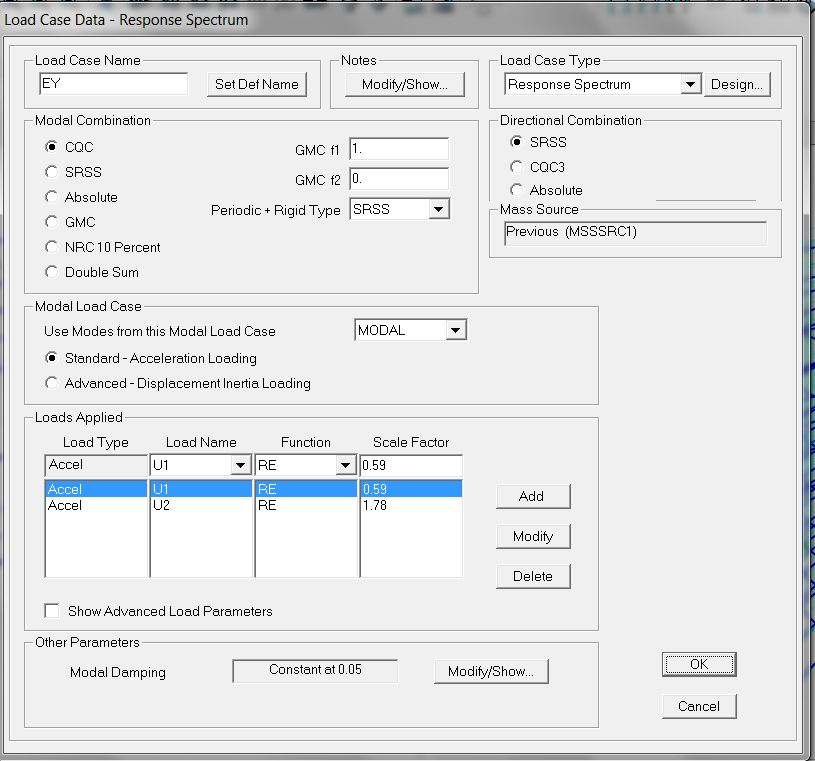 Load Case Data - Response Spectrum
Load Case Name
EY
Set Def Name
Notes
Modify/Show...
Load Case Type
Response Spectrum
Design...
Modal Combination
CQC
SRSS
Absolute
GMC
NRC 10 Percent
Double Sum
GMC f1
1.
GMC f2
0.
Periodic + Rigid Type
SRSS
Directional Combination
SRSS
CQC3
Absolute
Mass Source
Previous (MSSSRC1)
Modal Load Case
Use Modes from this Modal Load Case
MODAL
Standard - Acceleration Loading
Advanced - Displacement Inertia Loading
Loads Applied
Load Type Load Name Function Scale Factor
Accel U1 RE 0.59
Accel U1 RE 0.59
Accel U2 RE 1.78
Add
Modify
Delete
Show Advanced Load Parameters
Other Parameters
Modal Damping
Constant at 0.05
Modify/Show...
OK
Cancel